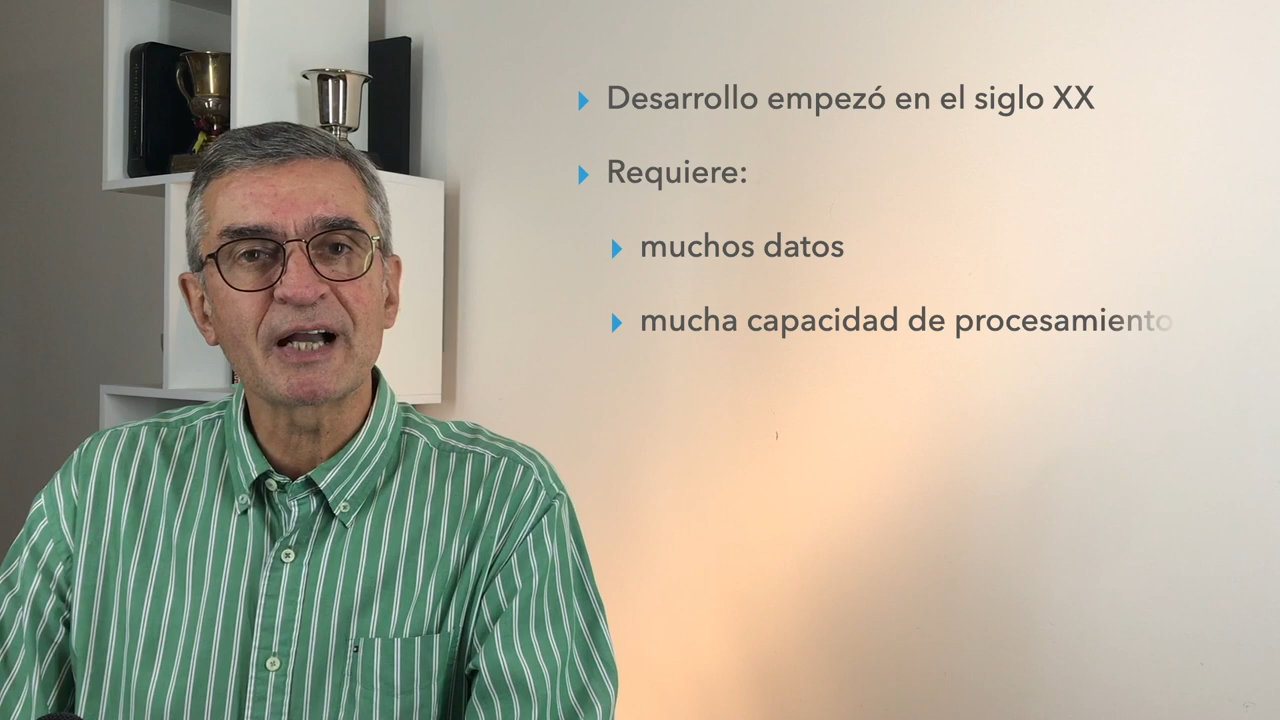 Desarrollo empezó en el siglo XX
Requiere:
muchos datos
mucha capacidad de procesamiento